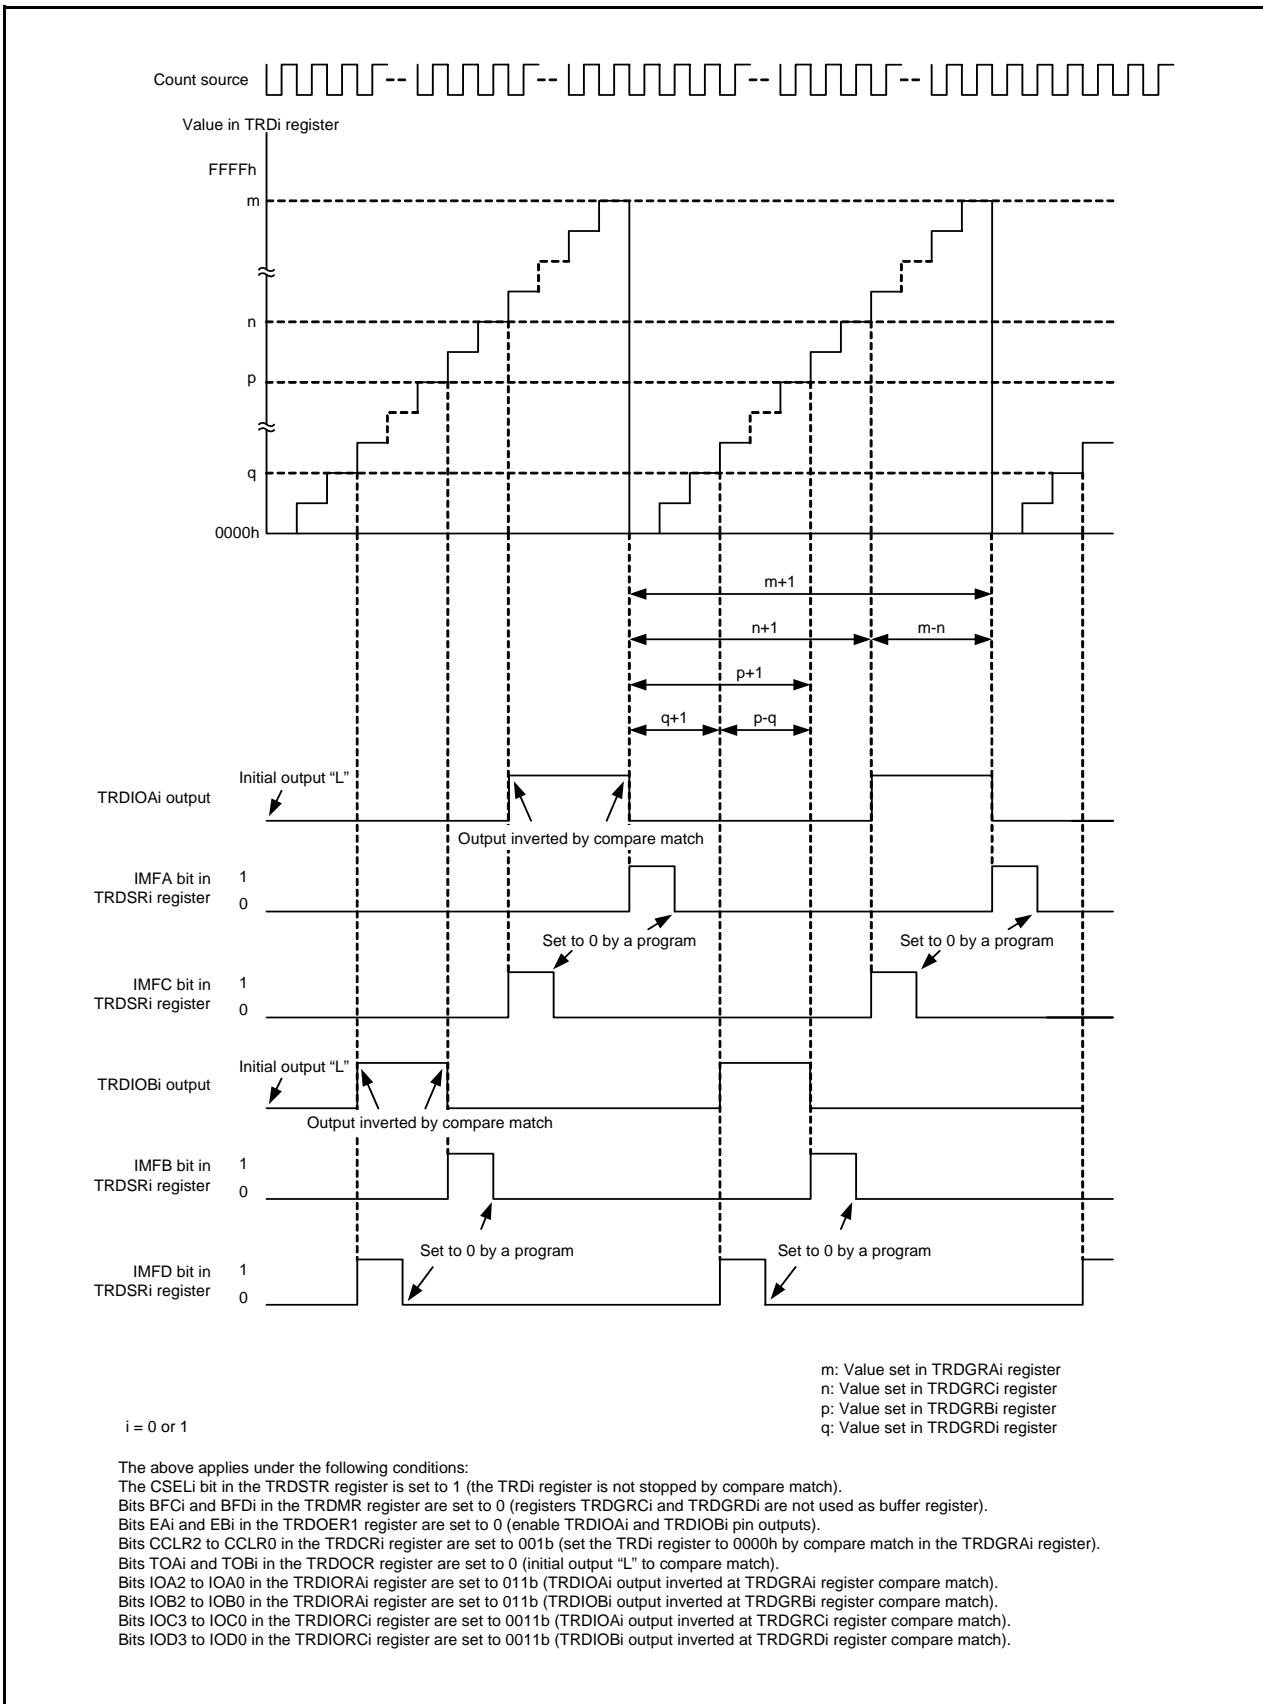 Count source
Value in TRDi register
FFFFh
m
n
p
q
0000h
m+1
n+1
m-n
p+1
q+1
p-q
Initial output “L”
TRDIOAi output
Output inverted by compare match
IMFA bit in
TRDSRi register
1
0
Set to 0 by a program
Set to 0 by a program
IMFC bit in
TRDSRi register
1
0
Initial output “L”
TRDIOBi output
Output inverted by compare match
IMFB bit in
TRDSRi register
1
0
Set to 0 by a program
Set to 0 by a program
IMFD bit in
TRDSRi register
1
0
m: Value set in TRDGRAi register
n: Value set in TRDGRCi register
p: Value set in TRDGRBi register
q: Value set in TRDGRDi register
i = 0 or 1
The above applies under the following conditions:
The CSELi bit in the TRDSTR register is set to 1 (the TRDi register is not stopped by compare match).
Bits BFCi and BFDi in the TRDMR register are set to 0 (registers TRDGRCi and TRDGRDi are not used as buffer register).
Bits EAi and EBi in the TRDOER1 register are set to 0 (enable TRDIOAi and TRDIOBi pin outputs).
Bits CCLR2 to CCLR0 in the TRDCRi register are set to 001b (set the TRDi register to 0000h by compare match in the TRDGRAi register).
Bits TOAi and TOBi in the TRDOCR register are set to 0 (initial output “L” to compare match).
Bits IOA2 to IOA0 in the TRDIORAi register are set to 011b (TRDIOAi output inverted at TRDGRAi register compare match).
Bits IOB2 to IOB0 in the TRDIORAi register are set to 011b (TRDIOBi output inverted at TRDGRBi register compare match).
Bits IOC3 to IOC0 in the TRDIORCi register are set to 0011b (TRDIOAi output inverted at TRDGRCi register compare match).
Bits IOD3 to IOD0 in the TRDIORCi register are set to 0011b (TRDIOBi output inverted at TRDGRDi register compare match).